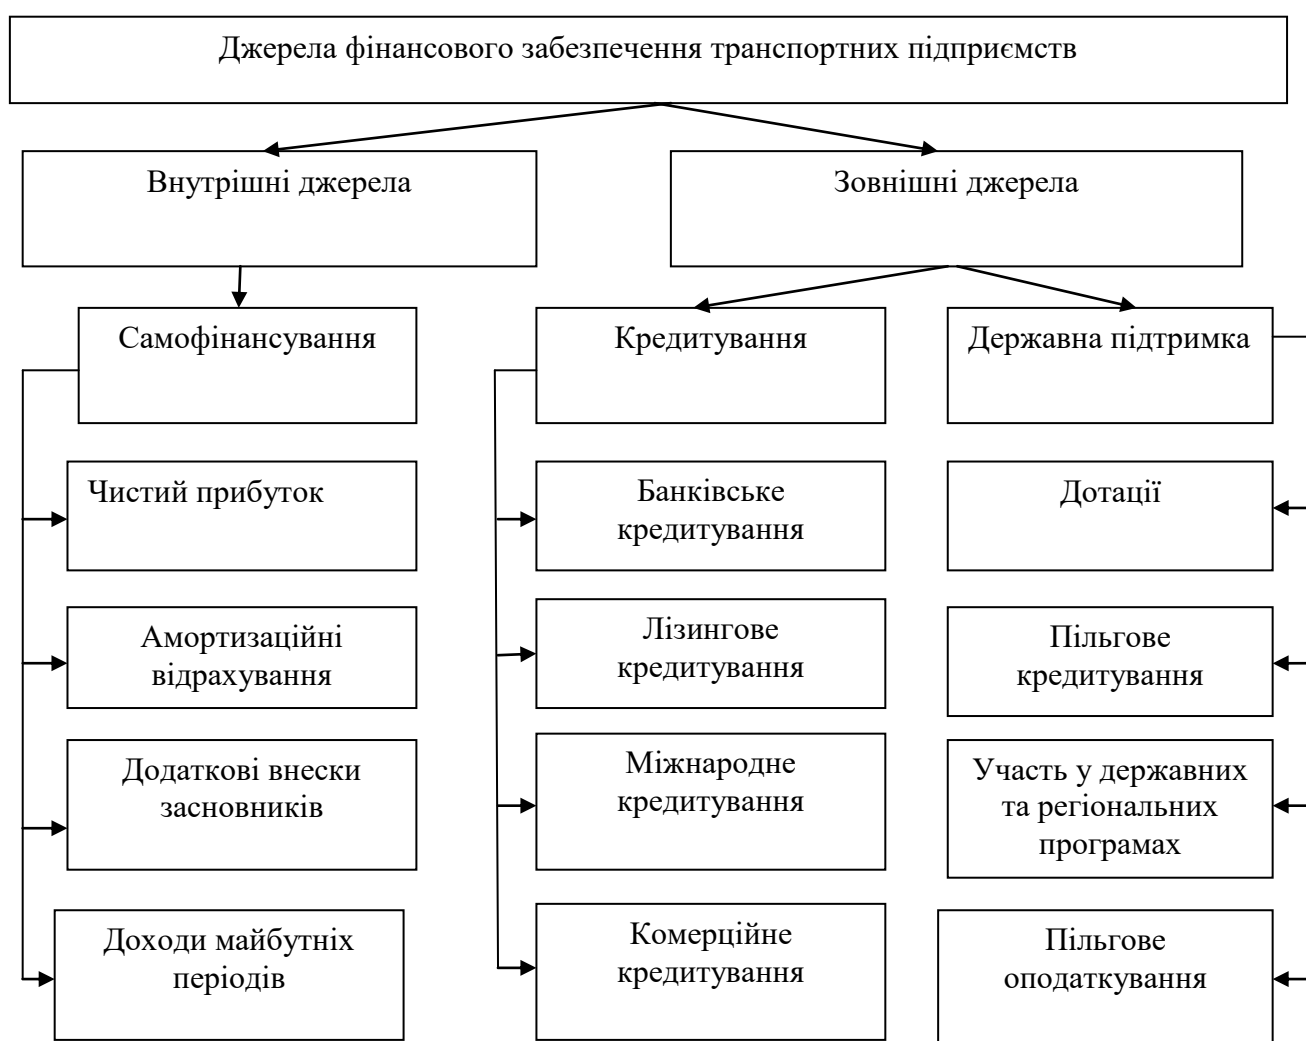 Джерела фінансового забезпечення транспортних підприємств
Внутрішні джерела
Зовнішні джерела
Самофінансування
Кредитування
Державна підтримка
Чистий прибуток
Банківське
кредитування
Дотації
Амортизаційні
відрахування
Лізингове
кредитування
Пільгове
кредитування
Додаткові внески
засновників
Міжнародне
кредитування
Участь у державних
та регіональних
програмах
Доходи майбутніх
періодів
Комерційне
кредитування
Пільгове
оподаткування